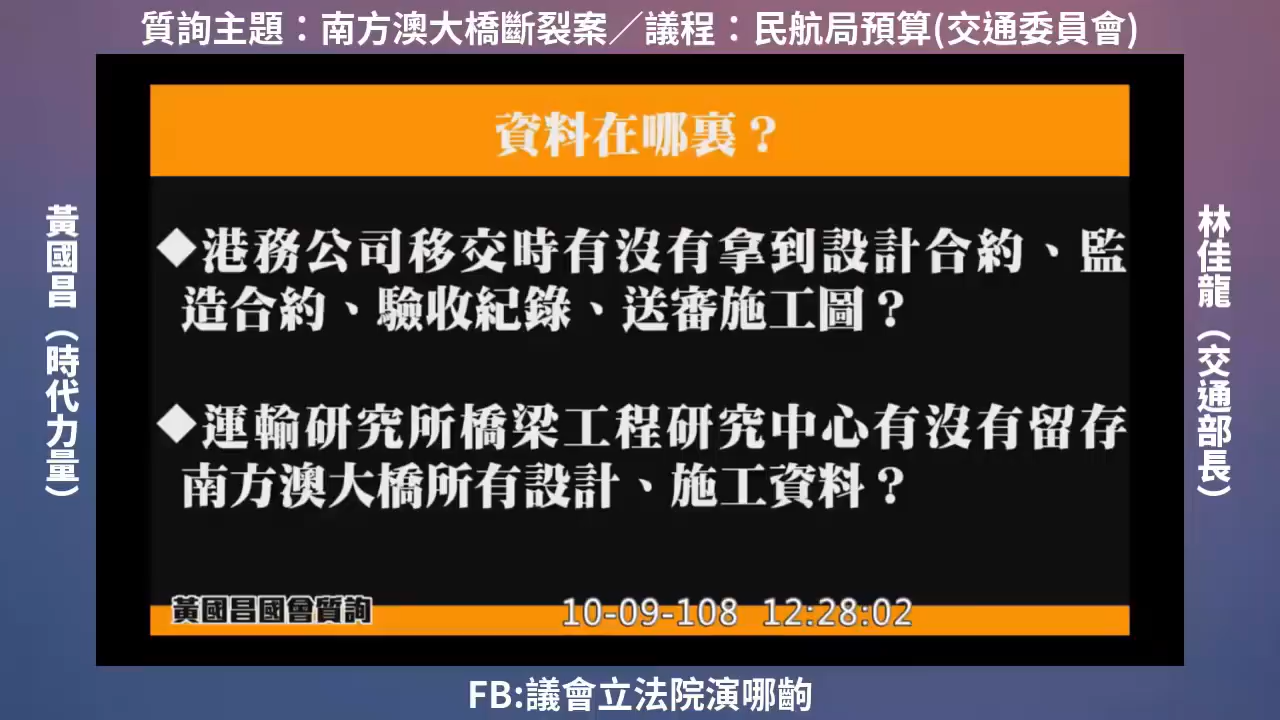 質詢主題：南方澳大橋斷裂案／議程：民航局預算(交通委員會)
黃國昌（時代力量）
資料在哪裏？
◆港務公司移交時有沒有拿到設計合約、監
造合約、驗收紀錄、送審施工圖？
◆運輸研究所橋梁工程研究中心有沒有留存
南方澳大橋所有設計、施工資料？
黃國昌國會質詢
10-09-108 12:28:02
林佳龍（交通部長）
FB:議會立法院演哪齣